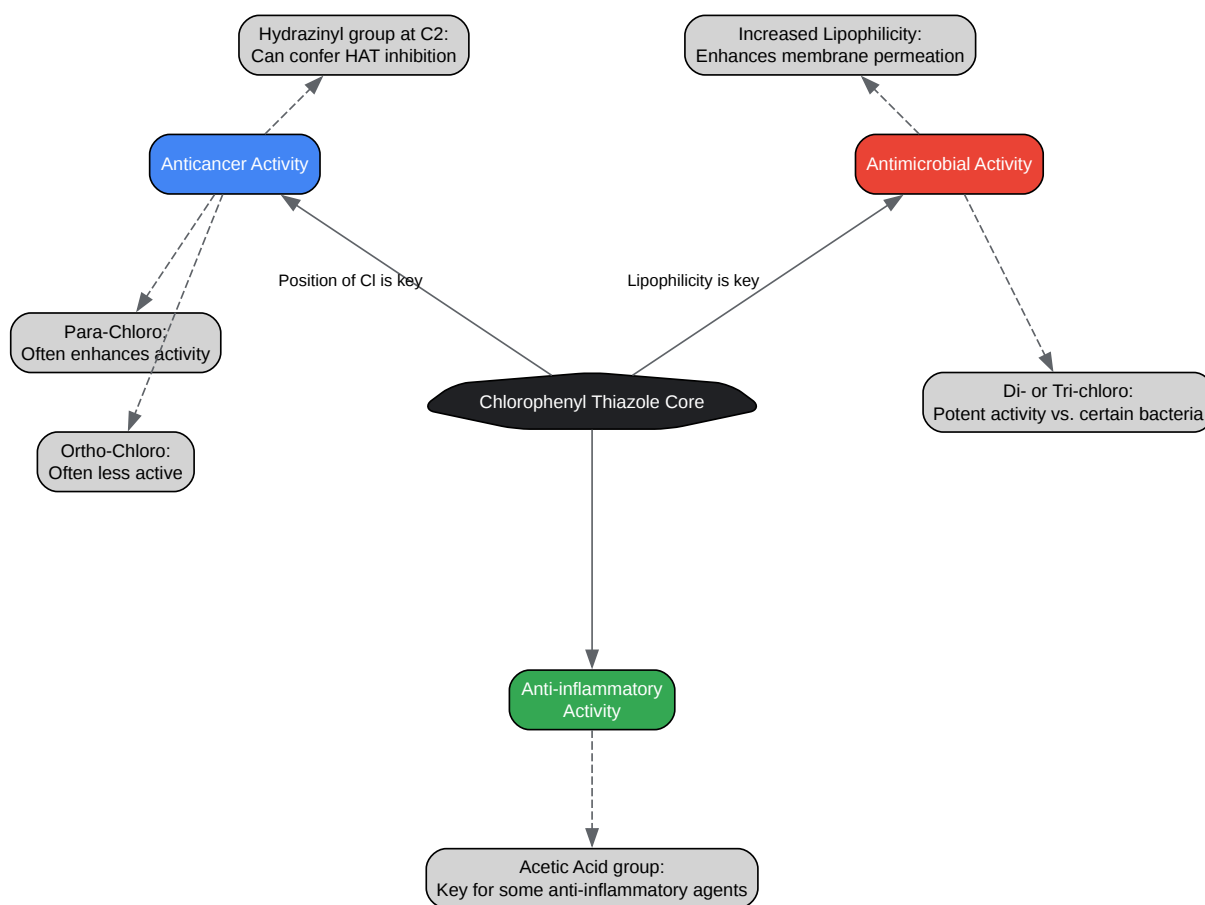 Hydrazinyl group at C2:
Can confer HAT inhibition
Increased Lipophilicity:
Enhances membrane permeation
Anticancer Activity
Antimicrobial Activity
Position of Cl is key
Lipophilicity is key
Para-Chloro:
Often enhances activity
Chlorophenyl Thiazole Core
Di- or Tri-chloro:
Potent activity vs. certain bacteria
Ortho-Chloro:
Often less active
Anti-inflammatory
Activity
Acetic Acid group:
Key for some anti-inflammatory agents